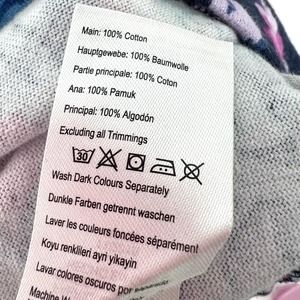 Main: 100% Cotton
Hauptgewebe: 100% Baumwolle
Partie principale: 100% Coton
Ana: 100% Pamuk
Principal: 100% Algodón
Excluding all Trimmings
30
Wash Dark Colours Separately
Dunkle Farben getrennt waschen
Laver les couleurs foncées séparément
Koyu renklileri ayri yikayin
Lavar colores oscuros por
Machine